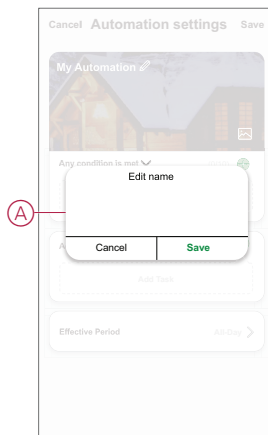 Cancel Automation settings Save
My Automation
Any condition is met
Edit name
A
Cancel Save
Add Task
Effective Period All-Day